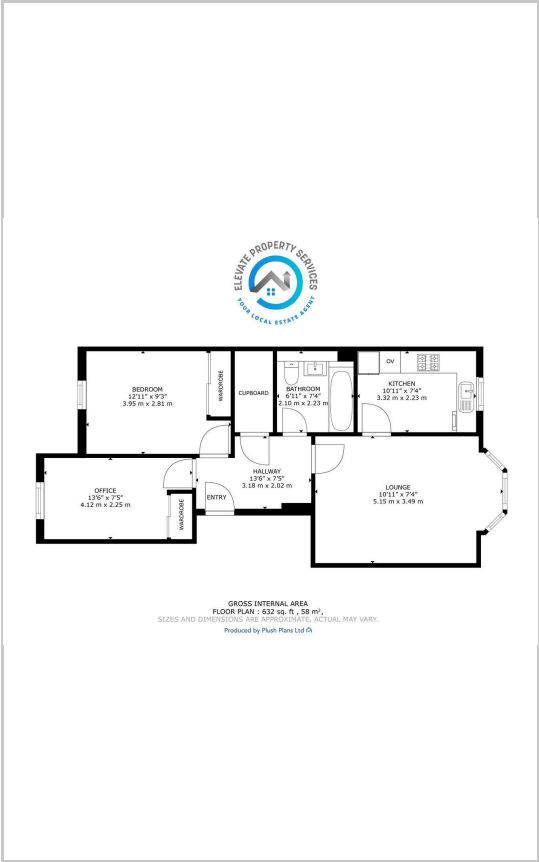 ELEVATE PROPERTY SERVICES
YOUR LOCAL ESTATE AGENT
BEDROOM
12'11" x 9'3"
3.95 m x 2.81 m
WARDROBE
CUPBOARD
BATHROOM
6'11" x 7'4"
2.10 m x 2.23 m
OV
KITCHEN
10'11" x 7'4"
3.32 m x 2.23 m
OFFICE
13'6" x 7'5"
4.12 m x 2.25 m
WARDROBE
HALLWAY
13'6" x 7'5"
3.18 m x 2.02 m
ENTRY
LOUNGE
10'11" x 7'4"
5.15 m x 3.49 m
GROSS INTERNAL AREA
FLOOR PLAN : 632 sq. ft , 58 m²,
SIZES AND DIMENSIONS ARE APPROXIMATE, ACTUAL MAY VARY.
Produced by Plush Plans Ltd